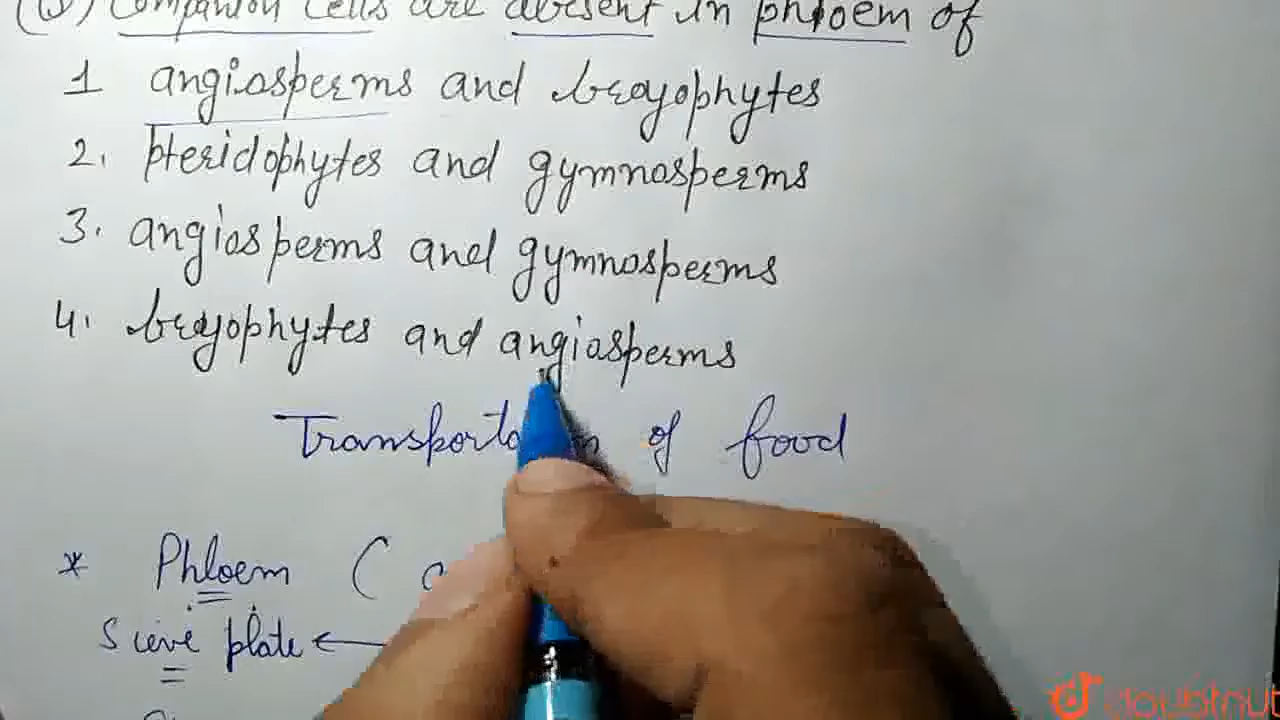 (Q) Companion Cells are absent in phloem of
1 angiosperms and bryophytes
2. pteridophytes and gymnosperms
3. angiosperms and gymnosperms
4. bryophytes and angiosperms
of food
* Phloem (
Sieve plate ←
doubtnut